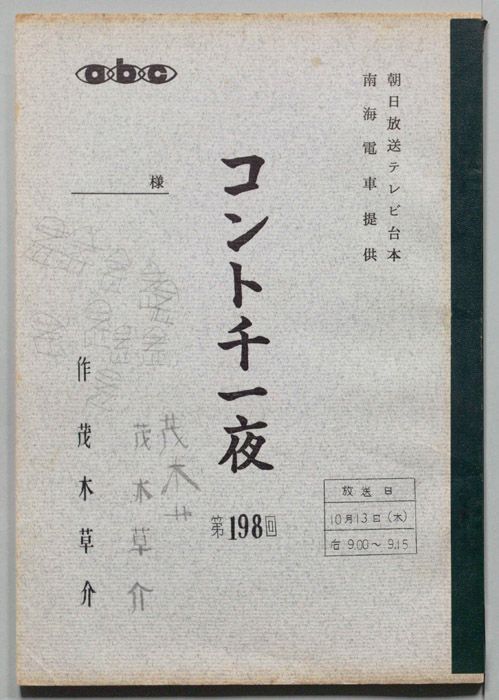 朝日放送テレビ台本
南海電車提供
abc
様
コント千一夜
第198回
作 茂木草介
茂木草介
茂木
放送日
10月13日(木)
后 9.00～9.15